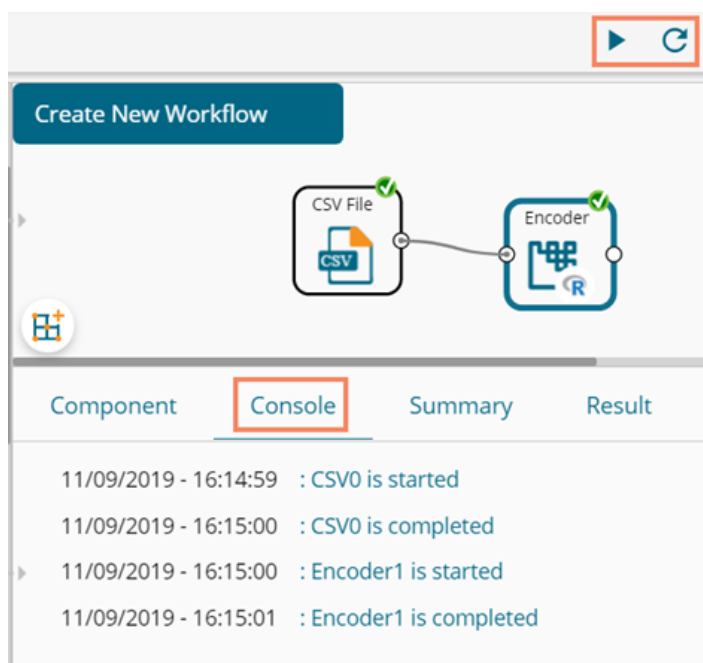 Create New Workflow
CSV File
CSV
Encoder
R
Component Console Summary Result
11/09/2019 - 16:14:59 : CSV0 is started
11/09/2019 - 16:15:00 : CSV0 is completed
11/09/2019 - 16:15:00 : Encoder1 is started
11/09/2019 - 16:15:01 : Encoder1 is completed